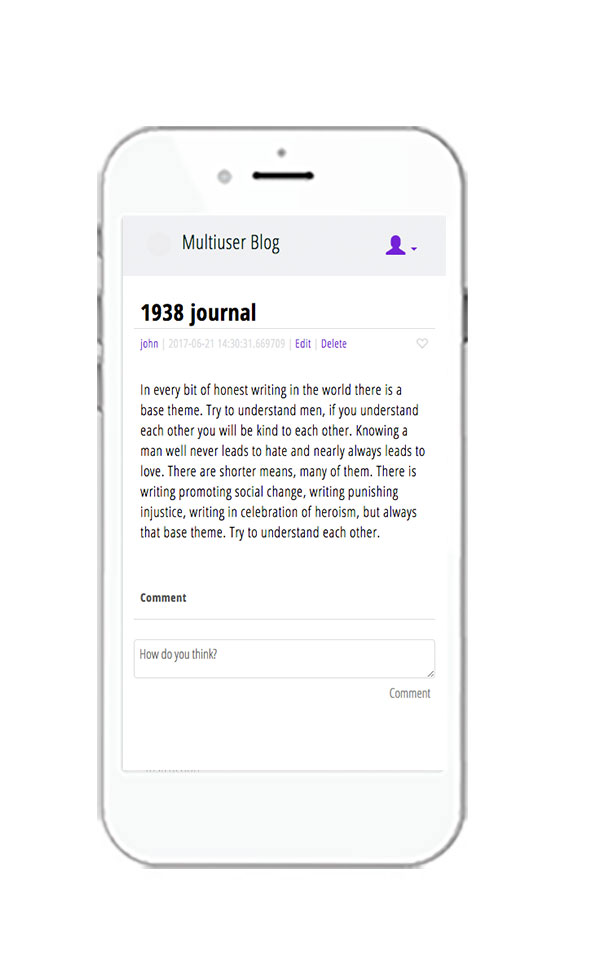 Multiuser Blog
1938 journal
john | 2017-06-21 14:30:31.669709 | Edit | Delete
In every bit of honest writing in the world there is a
base theme. Try to understand men, if you understand
each other you will be kind to each other. Knowing a
man well never leads to hate and nearly always leads to
love. There are shorter means, many of them. There is
writing promoting social change, writing punishing
injustice, writing in celebration of heroism, but always
that base theme. Try to understand each other.
Comment
How do you think?
Comment